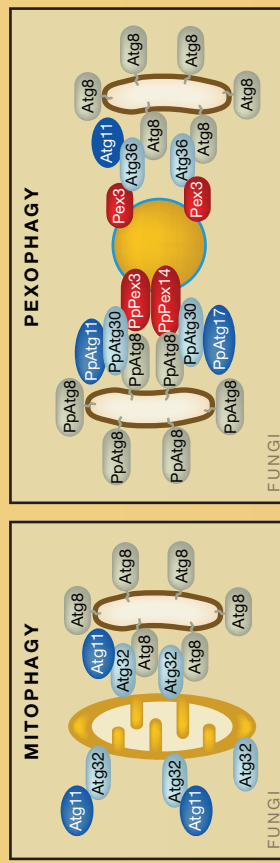 MITOPHAGY
Atg11
Atg32
Atg11
Atg32
Atg8
Atg8
Atg8
Atg32
Atg11
Atg32
Atg8
Atg8
Atg32
Atg8
FUNGI
PEXOPHAGY
PpAtg8
PpAtg11
PpAtg30
PpAtg8
PpPex3
Pex3
Atg11
Atg36
Atg8
Atg8
Atg8
PpAtg8
PpAtg8
PpPex14
PpAtg8
PpAtg30
PpAtg17
Pex3
Atg36
Atg8
Atg8
PpAtg8
Atg8
FUNGI